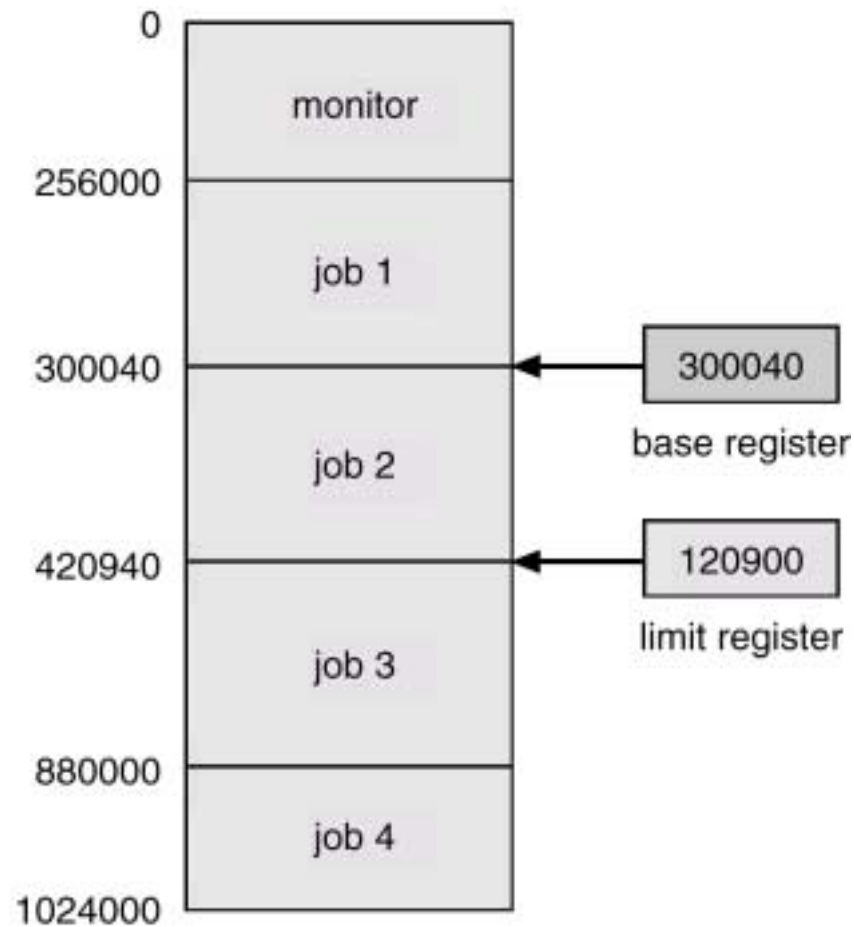 0
monitor
256000
job 1
300040
300040
base register
job 2
420940
120900
limit register
job 3
880000
job 4
1024000